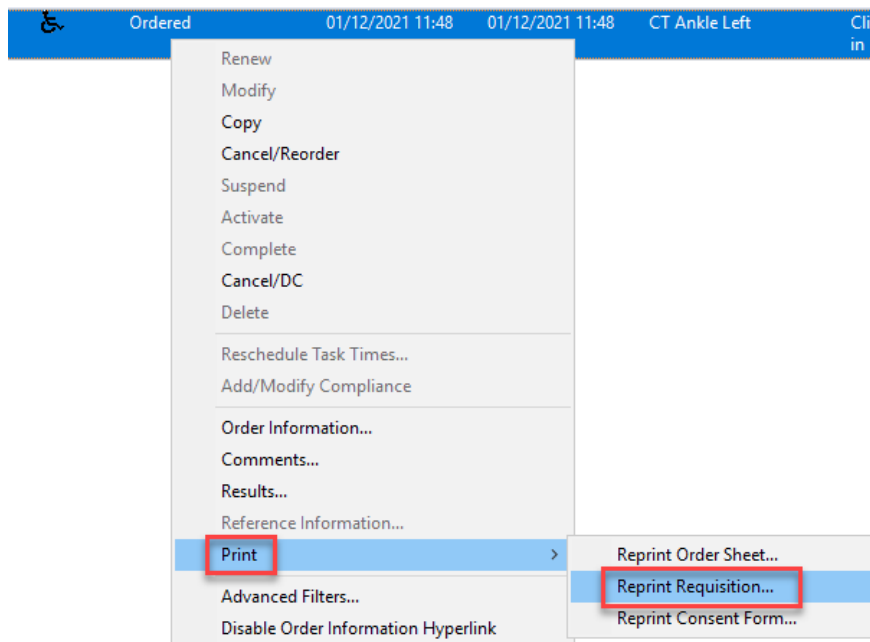 Ordered 01/12/2021 11:48 01/12/2021 11:48 CT Ankle Left
in
Renew
Modify
Copy
Cancel/Reorder
Suspend
Activate
Complete
Cancel/DC
Delete
Reschedule Task Times...
Add/Modify Compliance
Order Information...
Comments...
Results...
Reference Information...
Print >
Reprint Order Sheet...
Reprint Requisition...
Reprint Consent Form...
Advanced Filters...
Disable Order Information Hyperlink